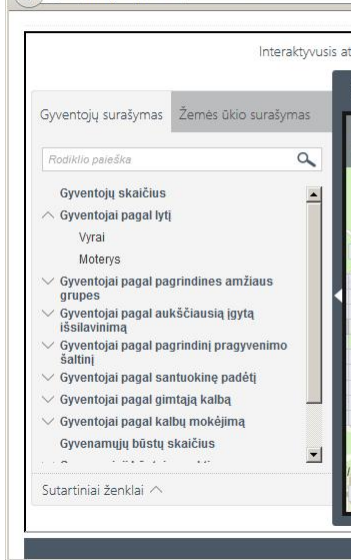 Interaktyvusis at
Gyventojų surašymas
Žemės ūkio surašymas
Rodiklio paieška
Gyventojų skaičius
Gyventojai pagal lytį
Vyrai
Moterys
Gyventojai pagal pagrindines amžiaus
grupes
Gyventojai pagal aukščiausią įgytą
išsilavinimą
Gyventojai pagal pagrindinį pragyvenimo
šaltinį
Gyventojai pagal santuokinę padėtį
Gyventojai pagal gimtąją kalbą
Gyventojai pagal kalbų mokėjimą
Gyvenamųjų būstų skaičius
Sutartiniai ženklai